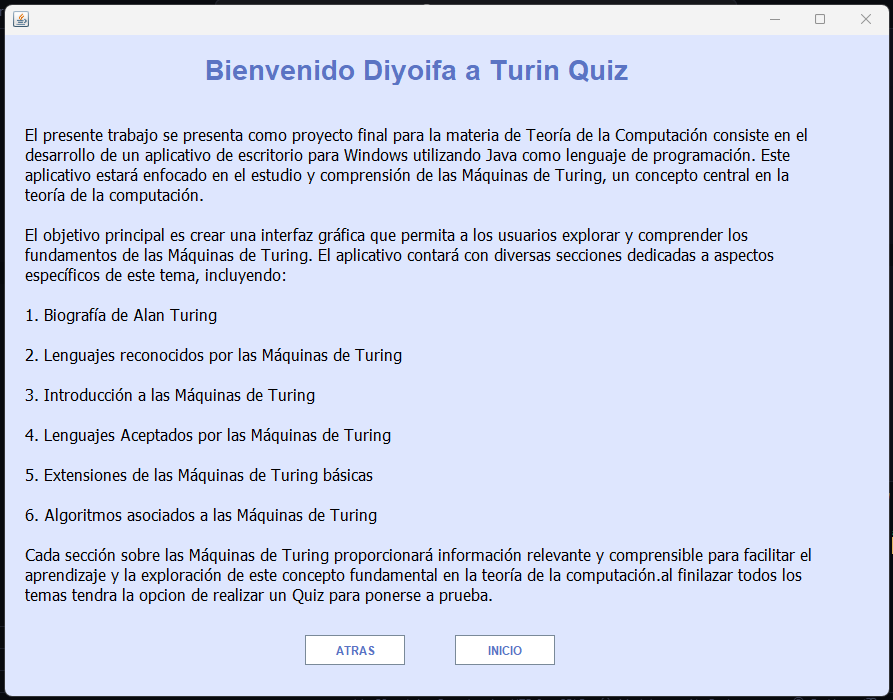 Bienvenido Diyoifa a Turin Quiz
El presente trabajo se presenta como proyecto final para la materia de Teoría de la Computación consiste en el
desarrollo de un aplicativo de escritorio para Windows utilizando Java como lenguaje de programación. Este
aplicativo estará enfocado en el estudio y comprensión de las Máquinas de Turing, un concepto central en la
teoría de la computación.
El objetivo principal es crear una interfaz gráfica que permita a los usuarios explorar y comprender los
fundamentos de las Máquinas de Turing. El aplicativo contará con diversas secciones dedicadas a aspectos
específicos de este tema, incluyendo:
1. Biografía de Alan Turing
2. Lenguajes reconocidos por las Máquinas de Turing
3. Introducción a las Máquinas de Turing
4. Lenguajes Aceptados por las Máquinas de Turing
5. Extensiones de las Máquinas de Turing básicas
6. Algoritmos asociados a las Máquinas de Turing
Cada sección sobre las Máquinas de Turing proporcionará información relevante y comprensible para facilitar el
aprendizaje y la exploración de este concepto fundamental en la teoría de la computación.al finilazar todos los
temas tendra la opcion de realizar un Quiz para ponerse a prueba.
ATRAS INICIO